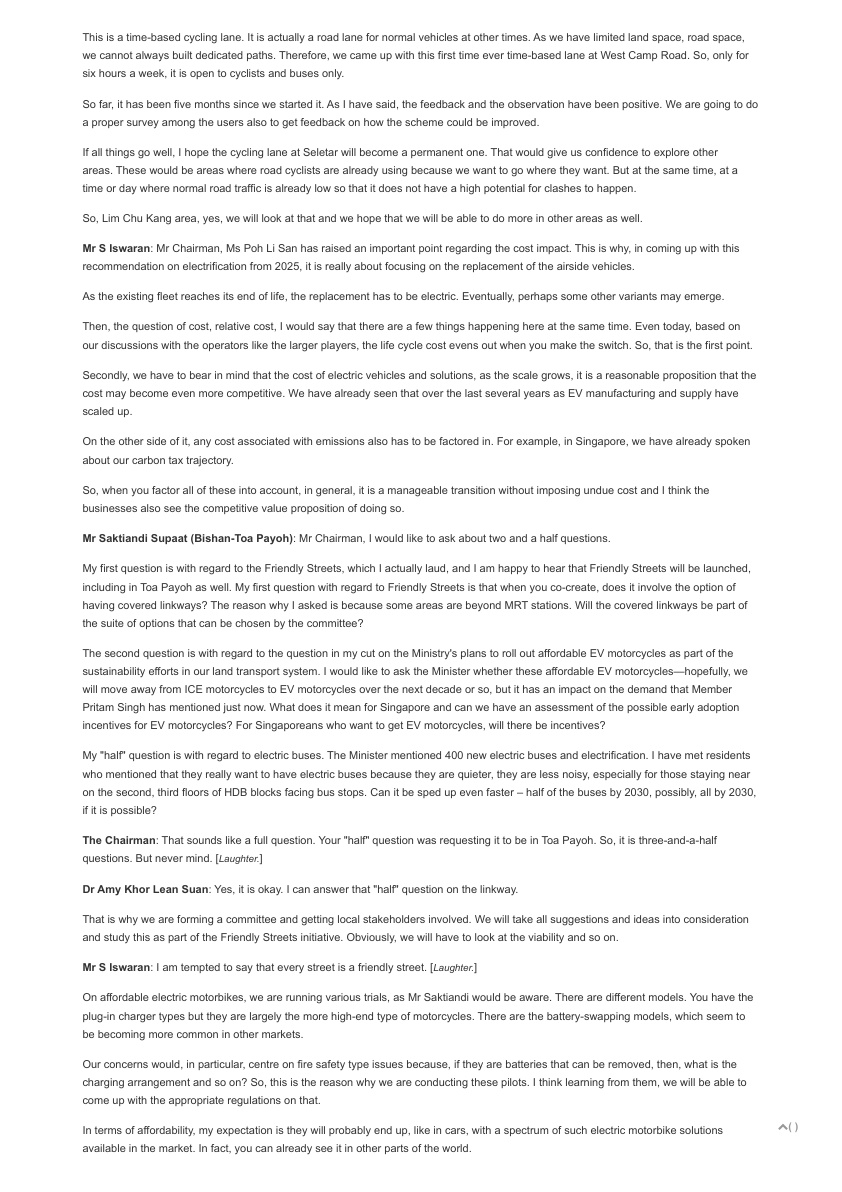 This is a time-based cycling lane. It is actually a road lane for normal vehicles at other times. As we have limited land space, road space,
we cannot always built dedicated paths. Therefore, we came up with this first time ever time-based lane at West Camp Road. So, only for
six hours a week, it is open to cyclists and buses only.
So far, it has been five months since we started it. As I have said, the feedback and the observation have been positive. We are going to do
a proper survey among the users also to get feedback on how the scheme could be improved.
If all things go well, I hope the cycling lane at Seletar will become a permanent one. That would give us confidence to explore other
areas. These would be areas where road cyclists are already using because we want to go where they want. But at the same time, at a
time or day where normal road traffic is already low so that it does not have a high potential for clashes to happen.
So, Lim Chu Kang area, yes, we will look at that and we hope that we will be able to do more in other areas as well.
Mr S Iswaran: Mr Chairman, Ms Poh Li San has raised an important point regarding the cost impact. This is why, in coming up with this
recommendation on electrification from 2025, it is really about focusing on the replacement of the airside vehicles.
As the existing fleet reaches its end of life, the replacement has to be electric. Eventually, perhaps some other variants may emerge.
Then, the question of cost, relative cost, I would say that there are a few things happening here at the same time. Even today, based on
our discussions with the operators like the larger players, the life cycle cost evens out when you make the switch. So, that is the first point.
Secondly, we have to bear in mind that the cost of electric vehicles and solutions, as the scale grows, it is a reasonable proposition that the
cost may become even more competitive. We have already seen that over the last several years as EV manufacturing and supply have
scaled up.
On the other side of it, any cost associated with emissions also has to be factored in. For example, in Singapore, we have already spoken
about our carbon tax trajectory.
So, when you factor all of these into account, in general, it is a manageable transition without imposing undue cost and I think the
businesses also see the competitive value proposition of doing so.
Mr Saktiandi Supaat (Bishan-Toa Payoh): Mr Chairman, I would like to ask about two and a half questions.
My first question is with regard to the Friendly Streets, which I actually laud, and I am happy to hear that Friendly Streets will be launched,
including in Toa Payoh as well. My first question with regard to Friendly Streets is that when you co-create, does it involve the option of
having covered linkways? The reason why I asked is because some areas are beyond MRT stations. Will the covered linkways be part of
the suite of options that can be chosen by the committee?
The second question is with regard to the question in my cut on the Ministry's plans to roll out affordable EV motorcycles as part of the
sustainability efforts in our land transport system. I would like to ask the Minister whether these affordable EV motorcycles—hopefully, we
will move away from ICE motorcycles to EV motorcycles over the next decade or so, but it has an impact on the demand that Member
Pritam Singh has mentioned just now. What does it mean for Singapore and can we have an assessment of the possible early adoption
incentives for EV motorcycles? For Singaporeans who want to get EV motorcycles, will there be incentives?
My "half" question is with regard to electric buses. The Minister mentioned 400 new electric buses and electrification. I have met residents
who mentioned that they really want to have electric buses because they are quieter, they are less noisy, especially for those staying near
on the second, third floors of HDB blocks facing bus stops. Can it be sped up even faster – half of the buses by 2030, possibly, all by 2030,
if it is possible?
The Chairman: That sounds like a full question. Your "half" question was requesting it to be in Toa Payoh. So, it is three-and-a-half
questions. But never mind. [Laughter.]
Dr Amy Khor Lean Suan: Yes, it is okay. I can answer that "half" question on the linkway.
That is why we are forming a committee and getting local stakeholders involved. We will take all suggestions and ideas into consideration
and study this as part of the Friendly Streets initiative. Obviously, we will have to look at the viability and so on.
Mr S Iswaran: I am tempted to say that every street is a friendly street. [Laughter.]
On affordable electric motorbikes, we are running various trials, as Mr Saktiandi would be aware. There are different models. You have the
plug-in charger types but they are largely the more high-end type of motorcycles. There are the battery-swapping models, which seem to
be becoming more common in other markets.
Our concerns would, in particular, centre on fire safety type issues because, if they are batteries that can be removed, then, what is the
charging arrangement and so on? So, this is the reason why we are conducting these pilots. I think learning from them, we will be able to
come up with the appropriate regulations on that.
In terms of affordability, my expectation is they will probably end up, like in cars, with a spectrum of such electric motorbike solutions
available in the market. In fact, you can already see it in other parts of the world.
( )